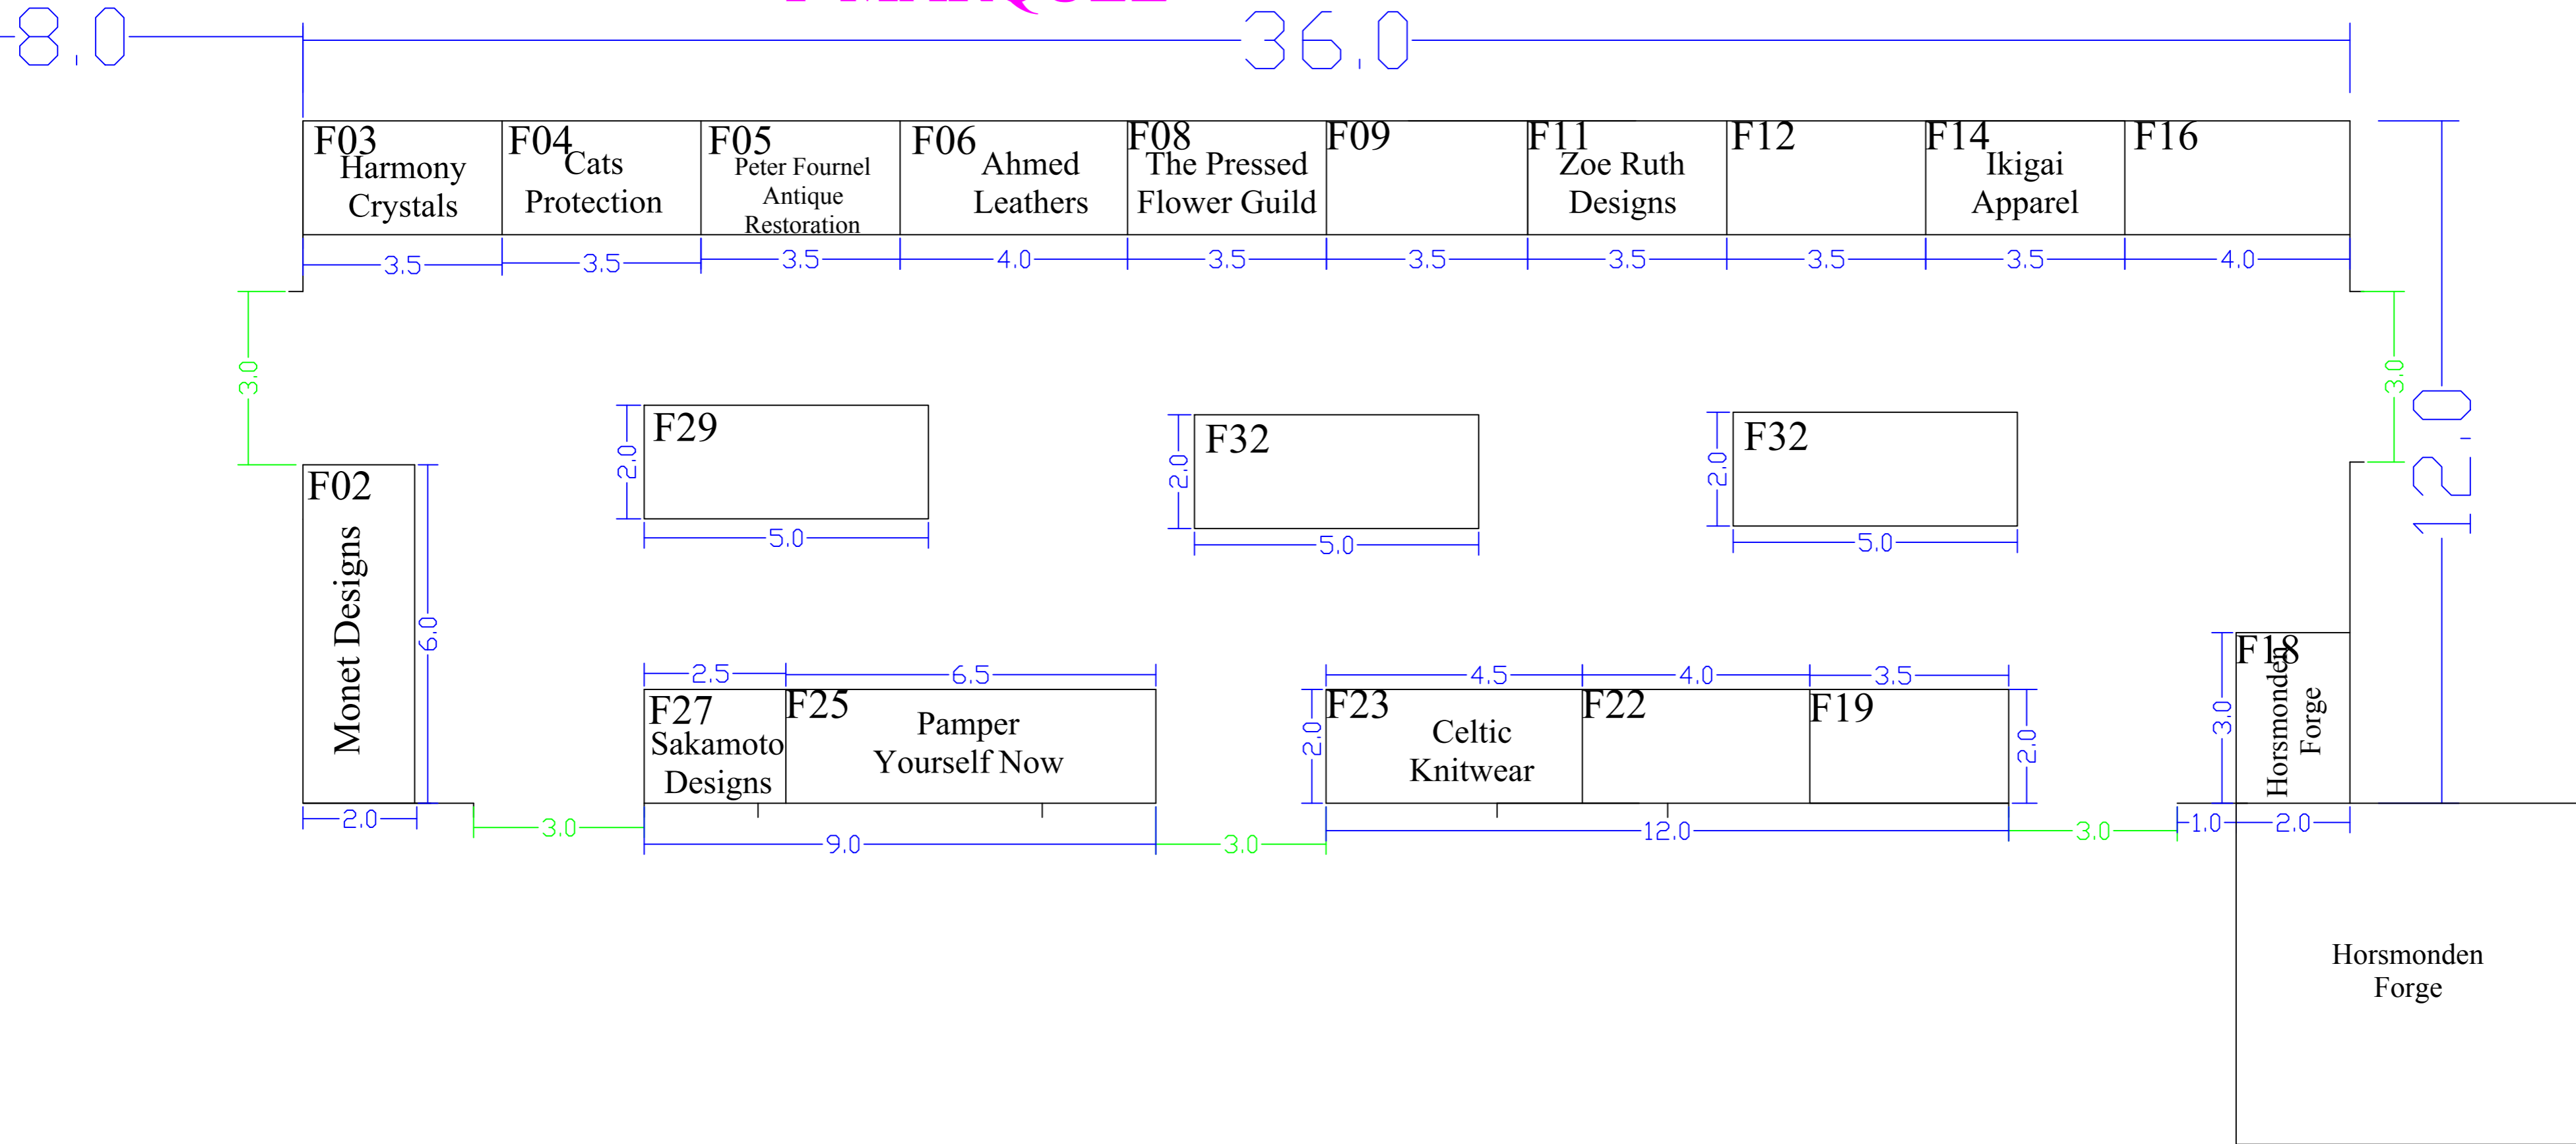 8.0
36.0
F03
Harmony
Crystals
F04
Cats
Protection
F05
Peter Fournel
Antique
Restoration
F06
Ahmed
Leathers
F08
The Pressed
Flower Guild
F09
F11
Zoe Ruth
Designs
F12
F14
Ikigai
Apparel
F16
3.5
3.5
3.5
4.0
3.5
3.5
3.5
3.5
3.5
4.0
3.0
3.0
12.0
F29
2.0
5.0
F32
2.0
5.0
F32
2.0
5.0
F02
Monet Designs
6.0
2.0
3.0
2.5
6.5
F27
Sakamoto
Designs
F25
Pamper
Yourself Now
9.0
3.0
4.5
4.0
3.5
2.0
F23
Celtic
Knitwear
F22
F19
2.0
12.0
3.0
F18
Horsmonden
Forge
3.0
1.0
2.0
Horsmonden
Forge